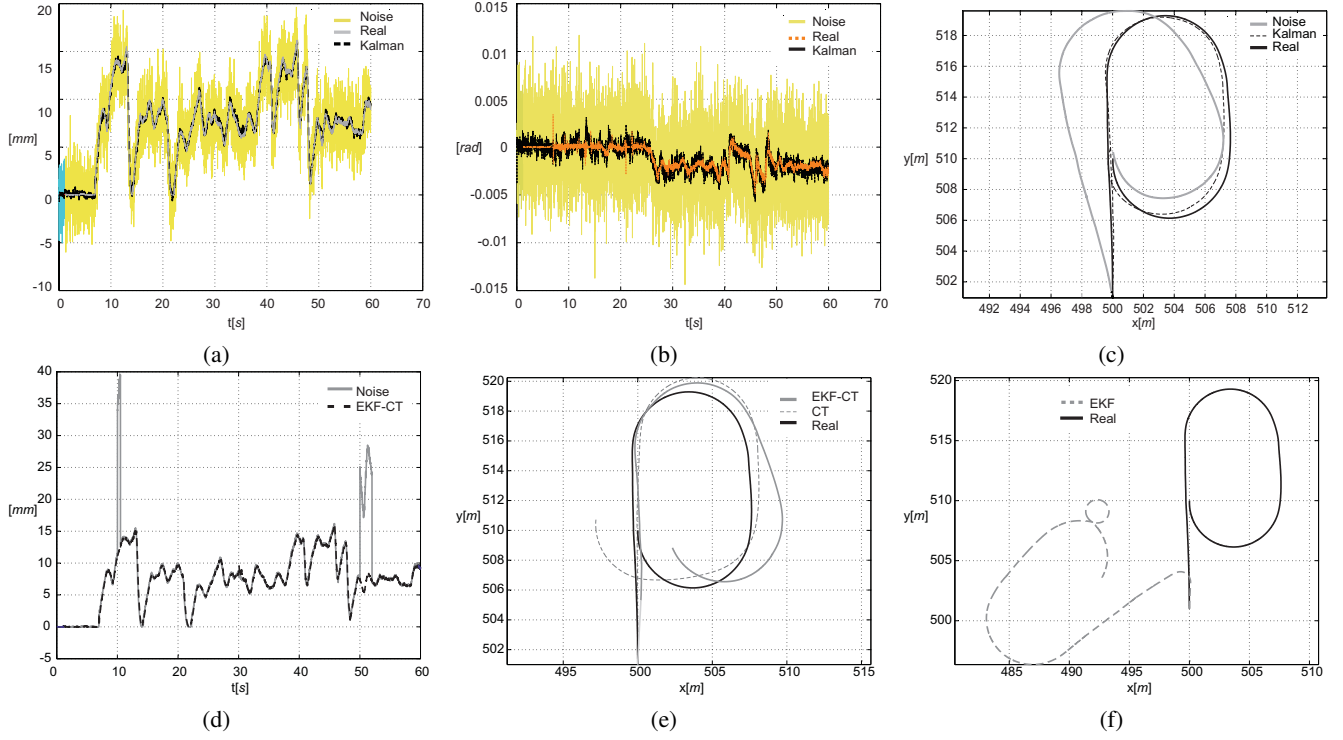 20
15
10
[mm]
5
0
-5
-10
0
10
20
30
40
50
60
70
t[s]
Noise
Real
Kalman
(a)
0.015
0.01
0.005
[rad]
0
-0.005
-0.01
-0.015
0
10
20
30
40
50
60
70
t[s]
Noise
Real
Kalman
(b)
518
516
514
512
y[m]
510
508
506
504
502
492
494
496
498
500
502
504
506
508
510
512
x[m]
Noise
Kalman
Real
(c)
40
35
30
25
[mm]
20
15
10
5
0
-5
0
10
20
30
40
50
60
t[s]
Noise
EKF-CT
(d)
520
518
516
514
512
y[m]
510
508
506
504
502
495
500
505
510
515
x[m]
EKF-CT
CT
Real
(e)
520
515
510
y[m]
505
500
485
490
495
500
505
510
x[m]
EKF
Real
(f)